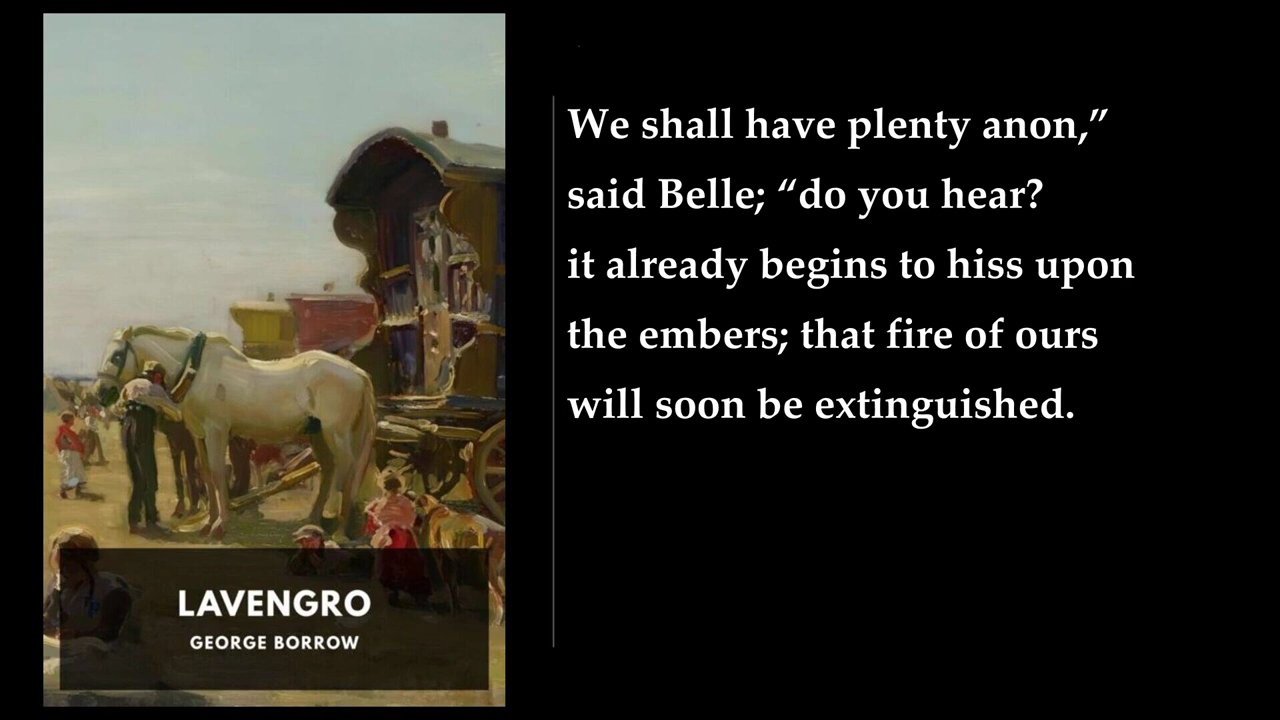 LAVENGRO
GEORGE BORROW
We shall have plenty anon,”
said Belle; “do you hear?
it already begins to hiss upon
the embers; that fire of ours
will soon be extinguished.